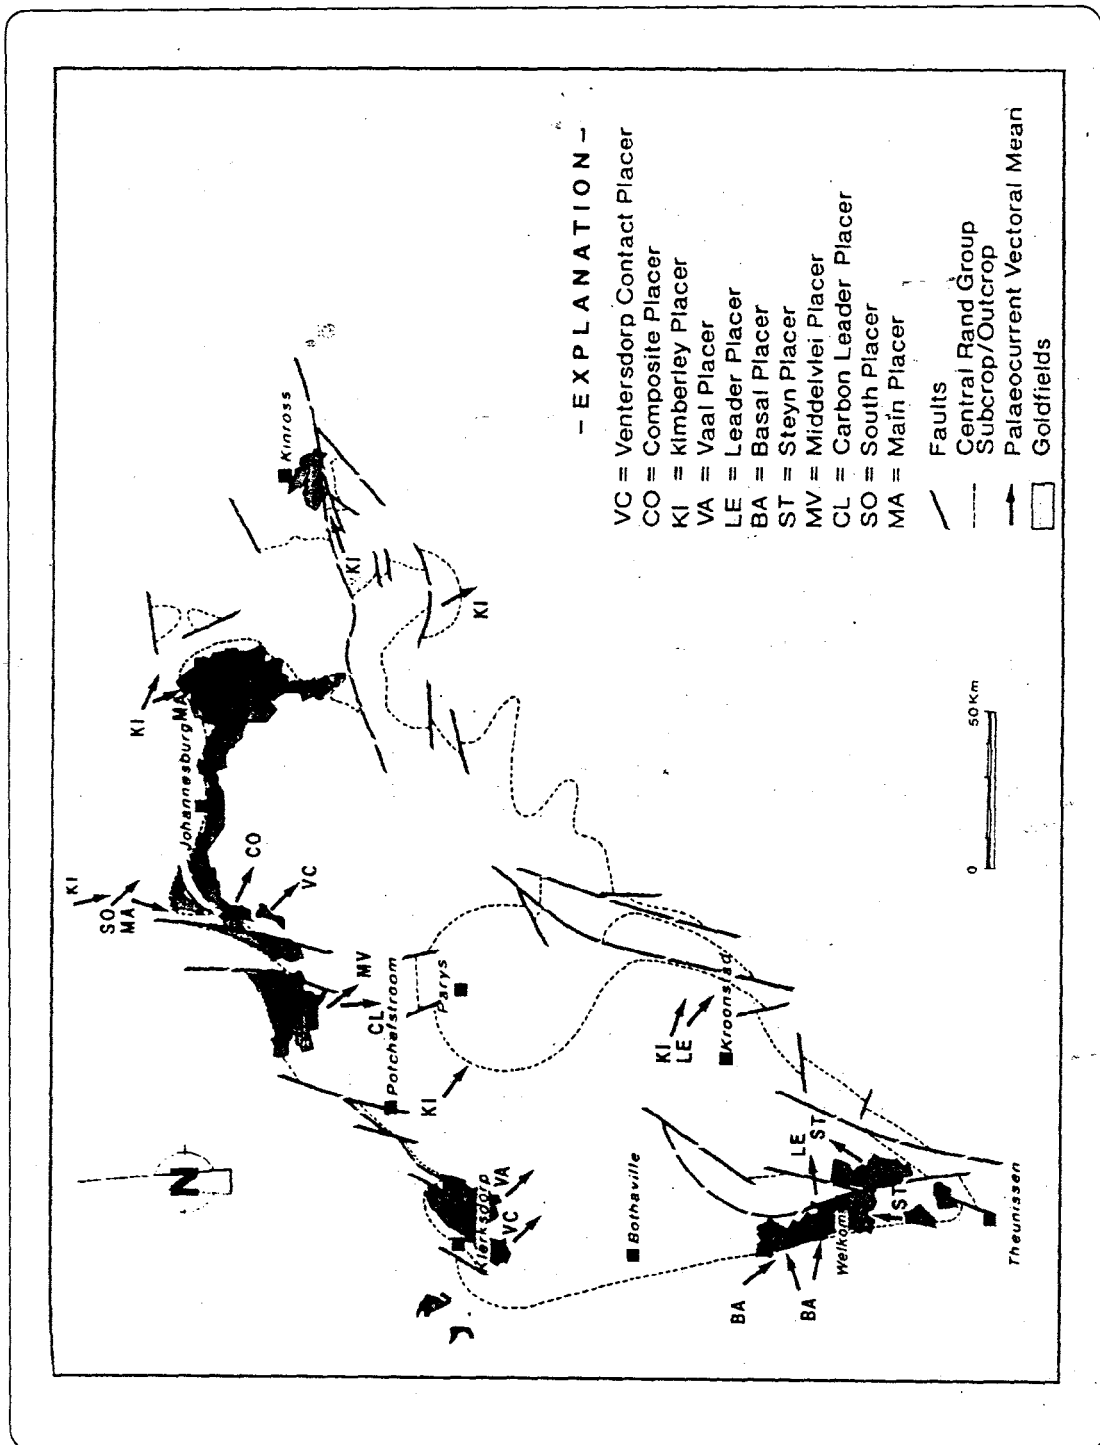 N
KI
SO
MA
KI
MA
Johannesburg
CO
VC
MV
CL
Potchefstroom
Parys
KI
Kinross
KI
KI
Klerksdorp
VA
VC
Bothaville
KI
LE
Kroonstad
LE
ST
BA
BA
Welkom
ST
Theunissen
0 50 Km
– EXPLANATION –
VC = Ventersdorp Contact Placer
CO = Composite Placer
KI = Kimberley Placer
VA = Vaal Placer
LE = Leader Placer
BA = Basal Placer
ST = Steyn Placer
MV = Middelvlei Placer
CL = Carbon Leader Placer
SO = South Placer
MA = Main Placer
Faults
Central Rand Group
Subcrop/Outcrop
Palaeocurrent Vectoral Mean
Goldfields